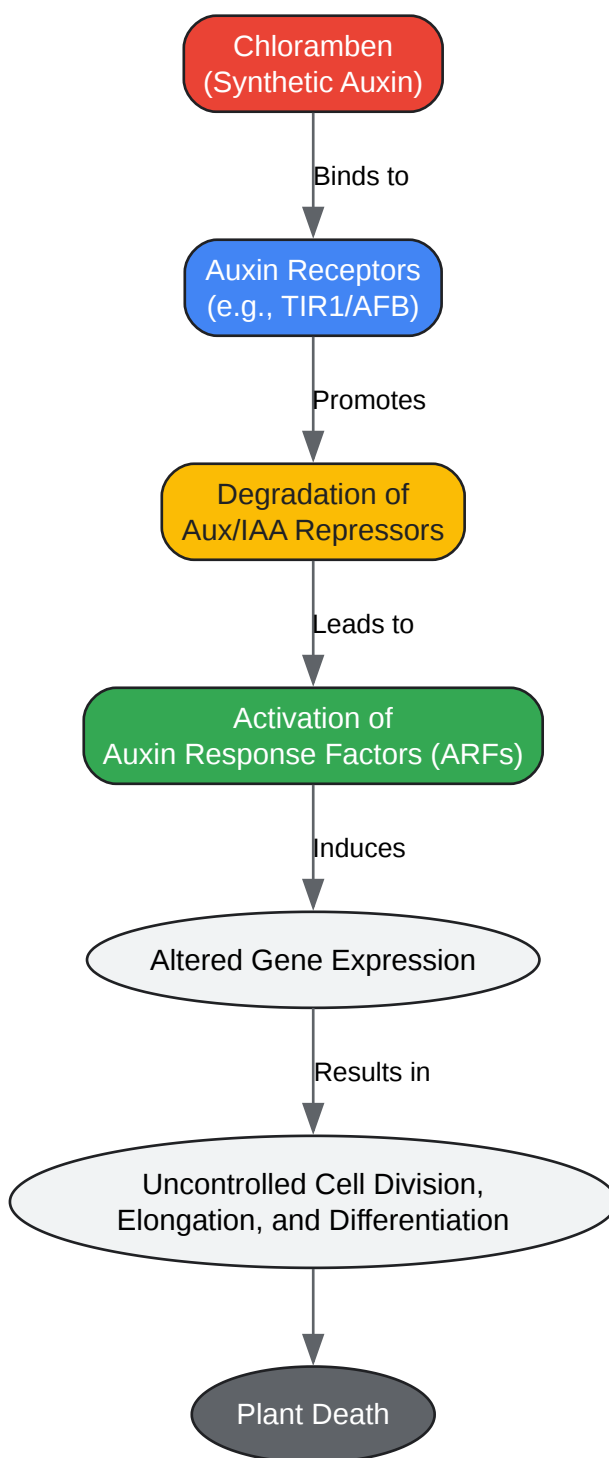 Chloramben
(Synthetic Auxin)
Binds to
Auxin Receptors
(e.g., TIR1/AFB)
Promotes
Degradation of
Aux/IAA Repressors
Leads to
Activation of
Auxin Response Factors (ARFs)
Induces
Altered Gene Expression
Results in
Uncontrolled Cell Division,
Elongation, and Differentiation
Plant Death